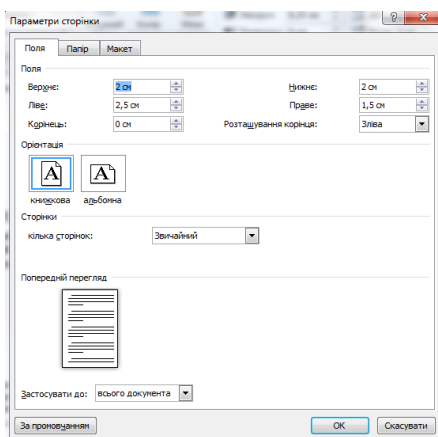 Параметри сторінки
Поля Папір Макет
Поля
Верхнє: 2 см Нижнє: 2 см
Ліве: 2,5 см Праве: 1,5 см
Корінець: 0 см Розташування корінця: Зліва
Орієнтація
A A
книжкова альбомна
Сторінки
кілька сторінок: Звичайний
Попередній перегляд
Застосувати до: всього документа
За промовчанням ОК Скасувати